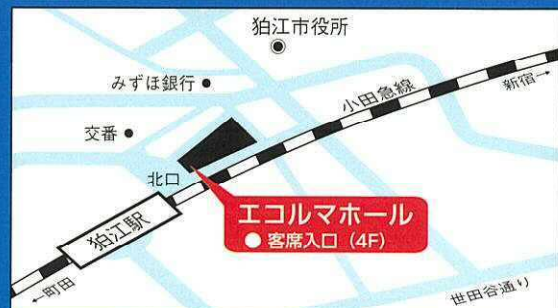 狛江市役所
みずほ銀行
小田急線
新宿→
交番
北口
エコルマホール
客席入口（4F）
狛江駅
←町田
世田谷通り